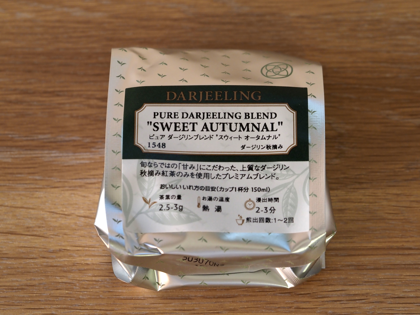 DARJEELING
PURE DARJEELING BLEND
"SWEET AUTUMNAL"
ピュア ダージリンブレンド "スウィート オータムナル"
1548 ダージリン秋摘み
旬ならではの「甘み」にこだわった、上質なダージリン
秋摘み紅茶のみを使用したプレミアムブレンド。
おいしいいれ方の目安(カップ1杯分 150ml)
茶葉の量 お湯の温度 浸出時間
2.5-3g 熱湯 2-3分
煎出回数:1~2回